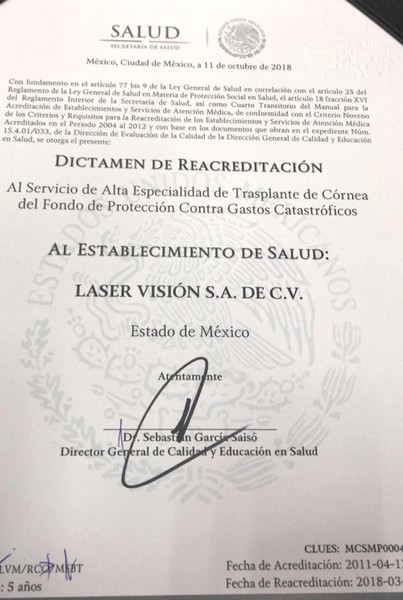 SALUD
SECRETARÍA DE SALUD
México, Ciudad de México, a 11 de octubre de 2018
Con fundamento en el artículo 77 bis 9 de la Ley General de Salud en correlación con el artículo 25 del
Reglamento de la Ley General de Salud en Materia de Protección Social en Salud, el artículo 18 fracción XVI
del Reglamento Interior de la Secretaría de Salud, así como Cuarto Transitorio del Manual para la
Acreditación de Establecimientos y Servicios de Atención Médica, de conformidad con el Criterio Noveno
de los Criterios y Requisitos para la Reacreditación de los Establecimientos y Servicios de Atención Médica
Acreditados en el Periodo 2004 al 2012 y con base en los documentos que obran en el expediente Núm.
15.4.01/033, de la Dirección de Evaluación de la Calidad de la Dirección General de Calidad y Educación
en Salud, se otorga el presente:
DICTAMEN DE REACREDITACIÓN
Al Servicio de Alta Especialidad de Trasplante de Córnea
del Fondo de Protección Contra Gastos Catastróficos
AL ESTABLECIMIENTO DE SALUD:
LASER VISIÓN S.A. DE C.V.
Estado de México
Atentamente
Dr. Sebastián García Saisó
Director General de Calidad y Educación en Salud
CLUES: MCSMP0004
LVM/RCO/MEBT
Fecha de Acreditación: 2011-04-1
: 5 años
Fecha de Reacreditación: 2018-03-